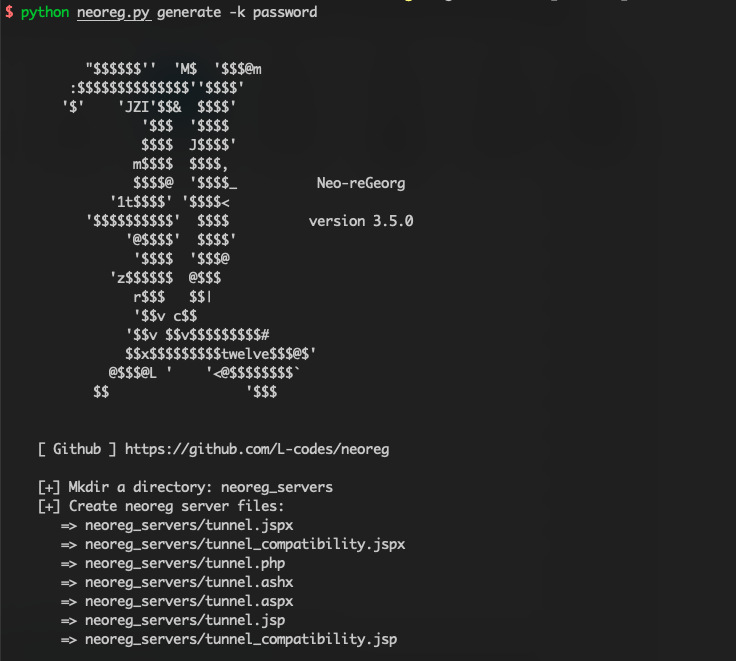 $ python neoreg.py generate -k password
"$$$$$$''  'M$  '$$$@m
:$$$$$$$$$$$$$$''$$$$'
'$'    'JZI'$$&  $$$$'
'$$$  '$$$$
$$$$  J$$$$'
m$$$$  $$$$,
$$$$@  '$$$$_          Neo-reGeorg
'1t$$$$' '$$$$<
'$$$$$$$$$$'  $$$$          version 3.5.0
'@$$$$'  $$$$'
'$$$$  '$$$@
'z$$$$$$  @$$$
r$$$   $$|
'$$v c$$
'$$v $$v$$$$$$$$$#
$$x$$$$$$$$$twelve$$$@$'
@$$$@L '    '<@$$$$$$$$`
$$                 '$$$
[ Github ] https://github.com/L-codes/neoreg
[+] Mkdir a directory: neoreg_servers
[+] Create neoreg server files:
=> neoreg_servers/tunnel.jspx
=> neoreg_servers/tunnel_compatibility.jspx
=> neoreg_servers/tunnel.php
=> neoreg_servers/tunnel.ashx
=> neoreg_servers/tunnel.aspx
=> neoreg_servers/tunnel.jsp
=> neoreg_servers/tunnel_compatibility.jsp